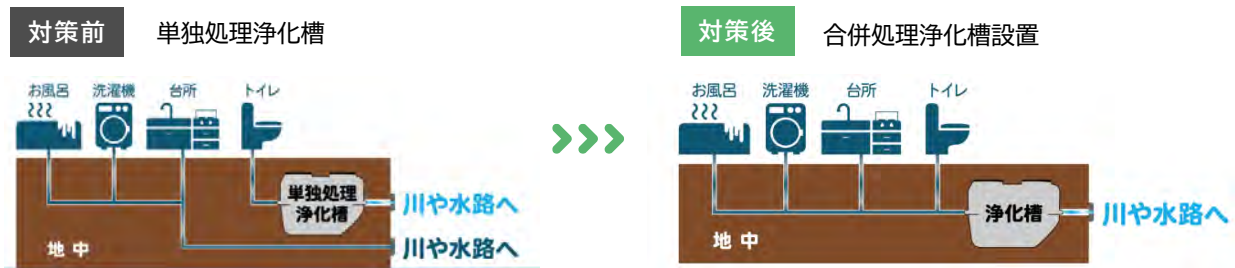 対策前 単独処理浄化槽
お風呂 洗濯機 台所 トイレ
単独処理
浄化槽
川や水路へ
川や水路へ
地中
対策後 合併処理浄化槽設置
お風呂 洗濯機 台所 トイレ
浄化槽
川や水路へ
地中